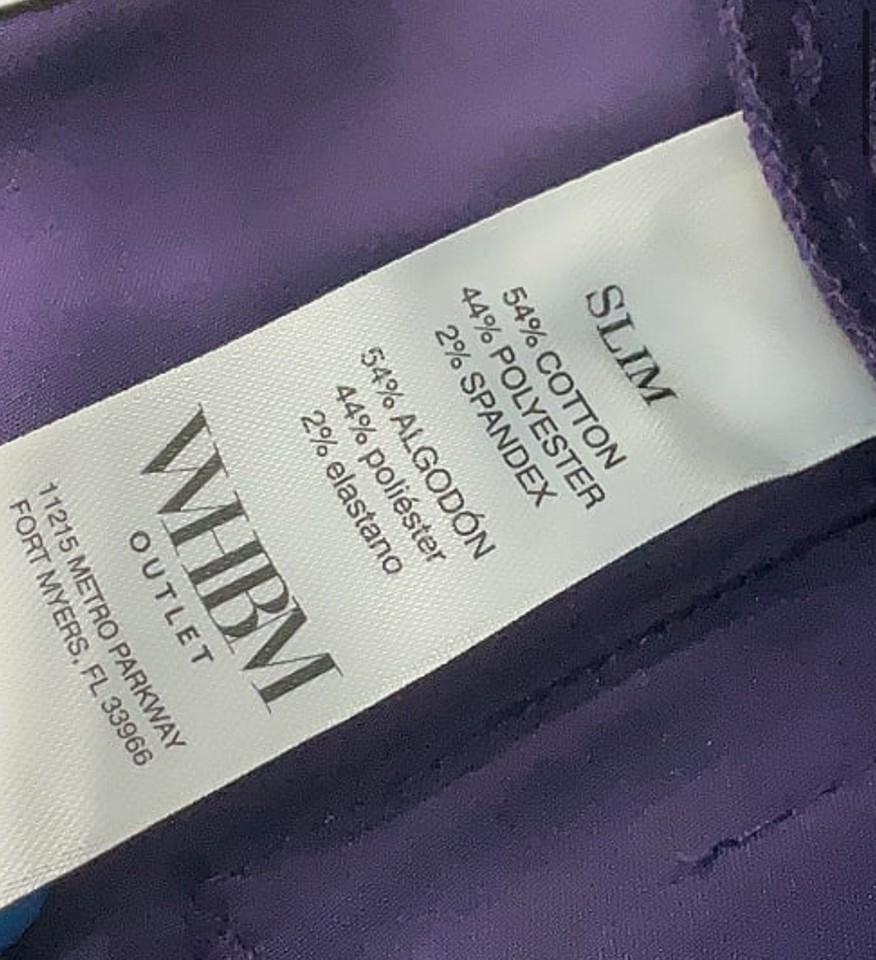 SLIM
54% COTTON
44% POLYESTER
2% SPANDEX
54% ALGODÓN
44% poliéster
2% elastano
WHBM
OUTLET
11215 METRO PARKWAY
FORT MYERS, FL 33966